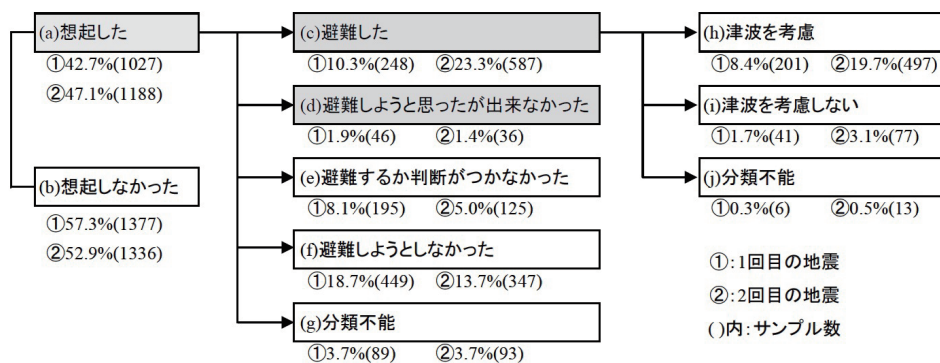 (a)想起した
①42.7%(1027)
②47.1%(1188)
(b)想起しなかった
①57.3%(1377)
②52.9%(1336)
(c)避難した
①10.3%(248) ②23.3%(587)
(d)避難しようと思ったが出来なかった
①1.9%(46) ②1.4%(36)
(e)避難するか判断がつかなかった
①8.1%(195) ②5.0%(125)
(f)避難しようとしなかった
①18.7%(449) ②13.7%(347)
(g)分類不能
①3.7%(89) ②3.7%(93)
(h)津波を考慮
①8.4%(201) ②19.7%(497)
(i)津波を考慮しない
①1.7%(41) ②3.1%(77)
(j)分類不能
①0.3%(6) ②0.5%(13)
①:1回目の地震
②:2回目の地震
( )内:サンプル数